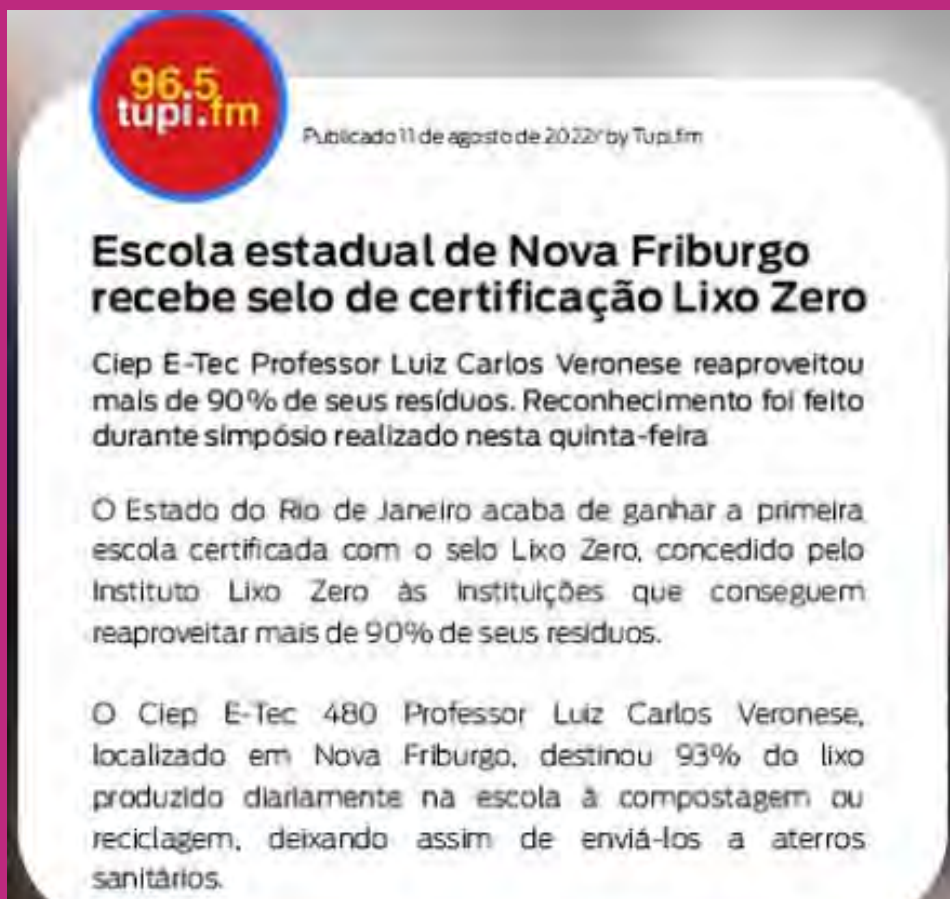 96.5
tupi.fm
Publicado 11 de agosto de 2022/ by Tupi.fm
Escola estadual de Nova Friburgo
recebe selo de certificação Lixo Zero
Ciep E-Tec Professor Luiz Carlos Veronese reaproveitou
mais de 90% de seus resíduos. Reconhecimento foi feito
durante simpósio realizado nesta quinta-feira
O Estado do Rio de Janeiro acaba de ganhar a primeira
escola certificada com o selo Lixo Zero, concedido pelo
Instituto Lixo Zero às instituições que conseguem
reaproveitar mais de 90% de seus resíduos.
O Ciep E-Tec 480 Professor Luiz Carlos Veronese,
localizado em Nova Friburgo, destinou 93% do lixo
produzido diariamente na escola à compostagem ou
reciclagem, deixando assim de enviá-los a aterros
sanitários.